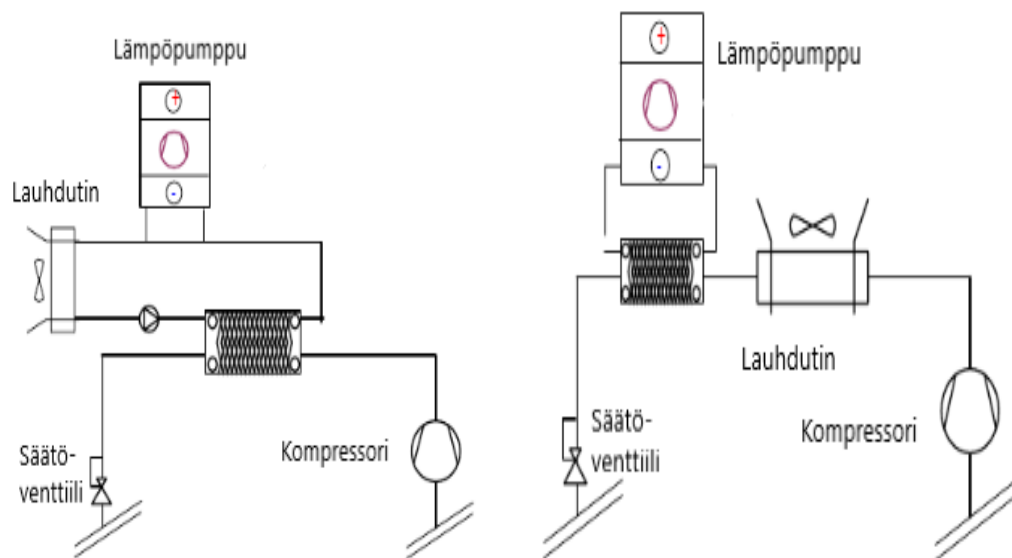 Lämpöpumppu
+
-
Lauhdutin
Säätö-
venttiili
Kompressori
Lämpöpumppu
+
-
Lauhdutin
Säätö-
venttiili
Kompressori